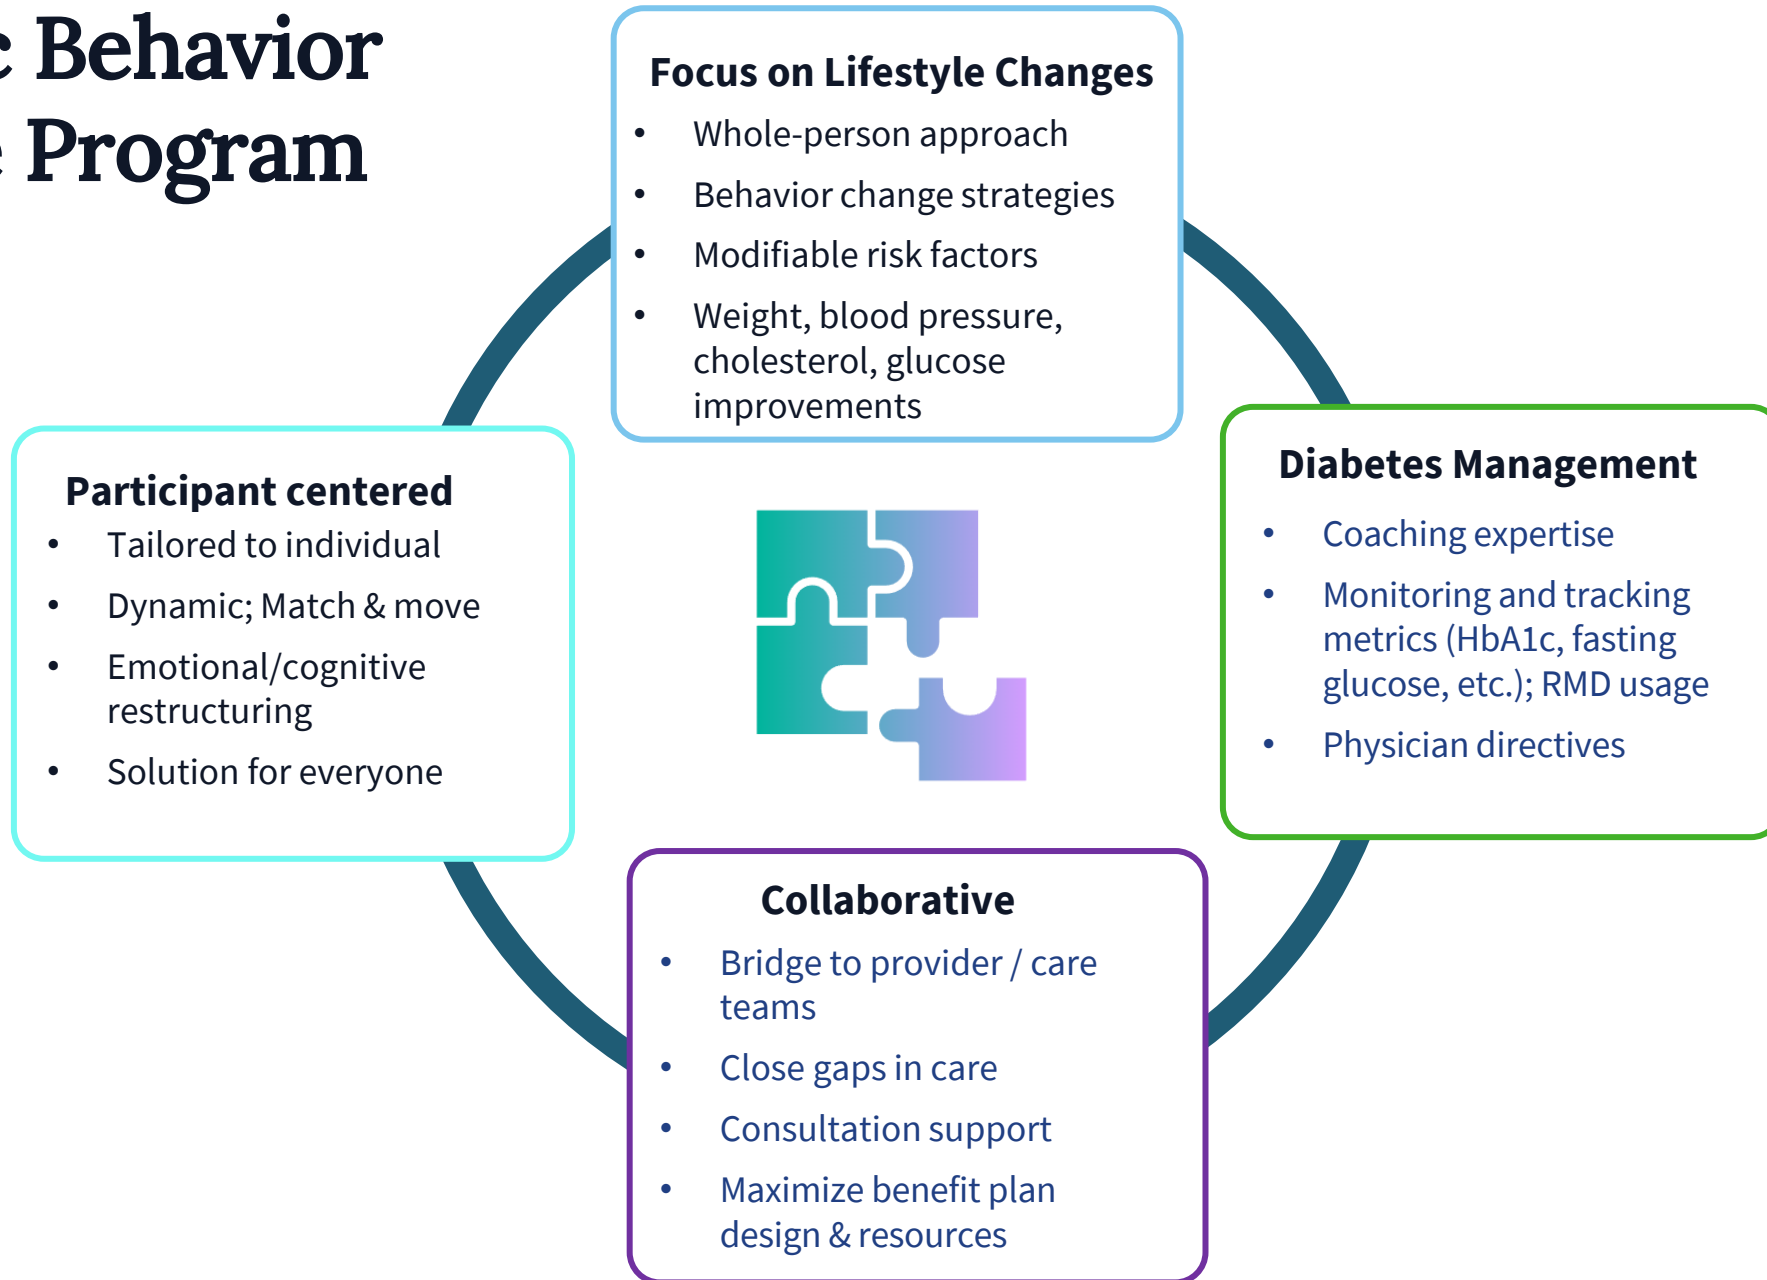 c Behavior
e Program
Focus on Lifestyle Changes
• Whole-person approach
• Behavior change strategies
• Modifiable risk factors
• Weight, blood pressure,
cholesterol, glucose
improvements
Participant centered
• Tailored to individual
• Dynamic; Match & move
• Emotional/cognitive
restructuring
• Solution for everyone
Diabetes Management
• Coaching expertise
• Monitoring and tracking
metrics (HbA1c, fasting
glucose, etc.); RMD usage
• Physician directives
Collaborative
• Bridge to provider / care
teams
• Close gaps in care
• Consultation support
• Maximize benefit plan
design & resources